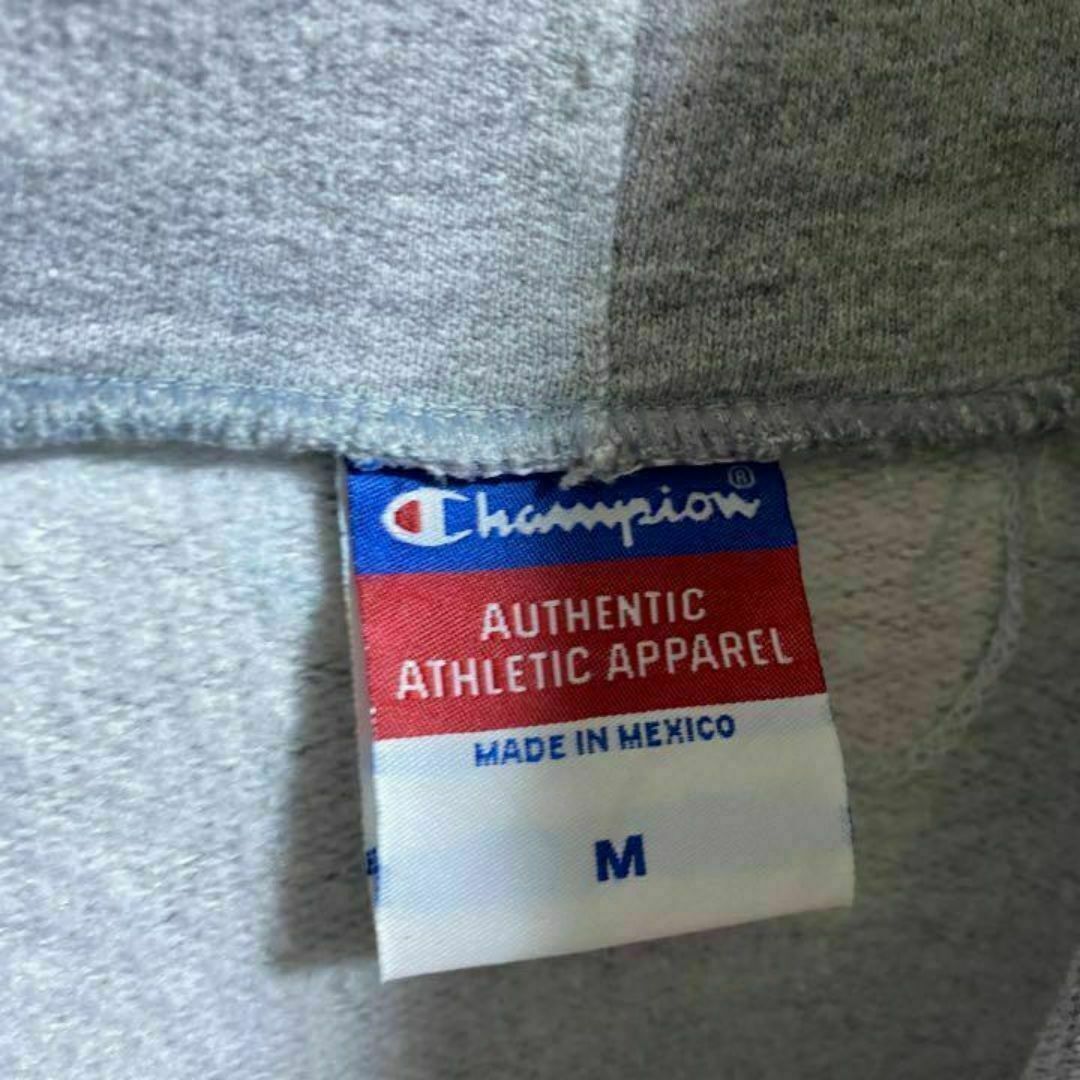 Champion®
AUTHENTIC
ATHLETIC APPAREL
MADE IN MEXICO
M